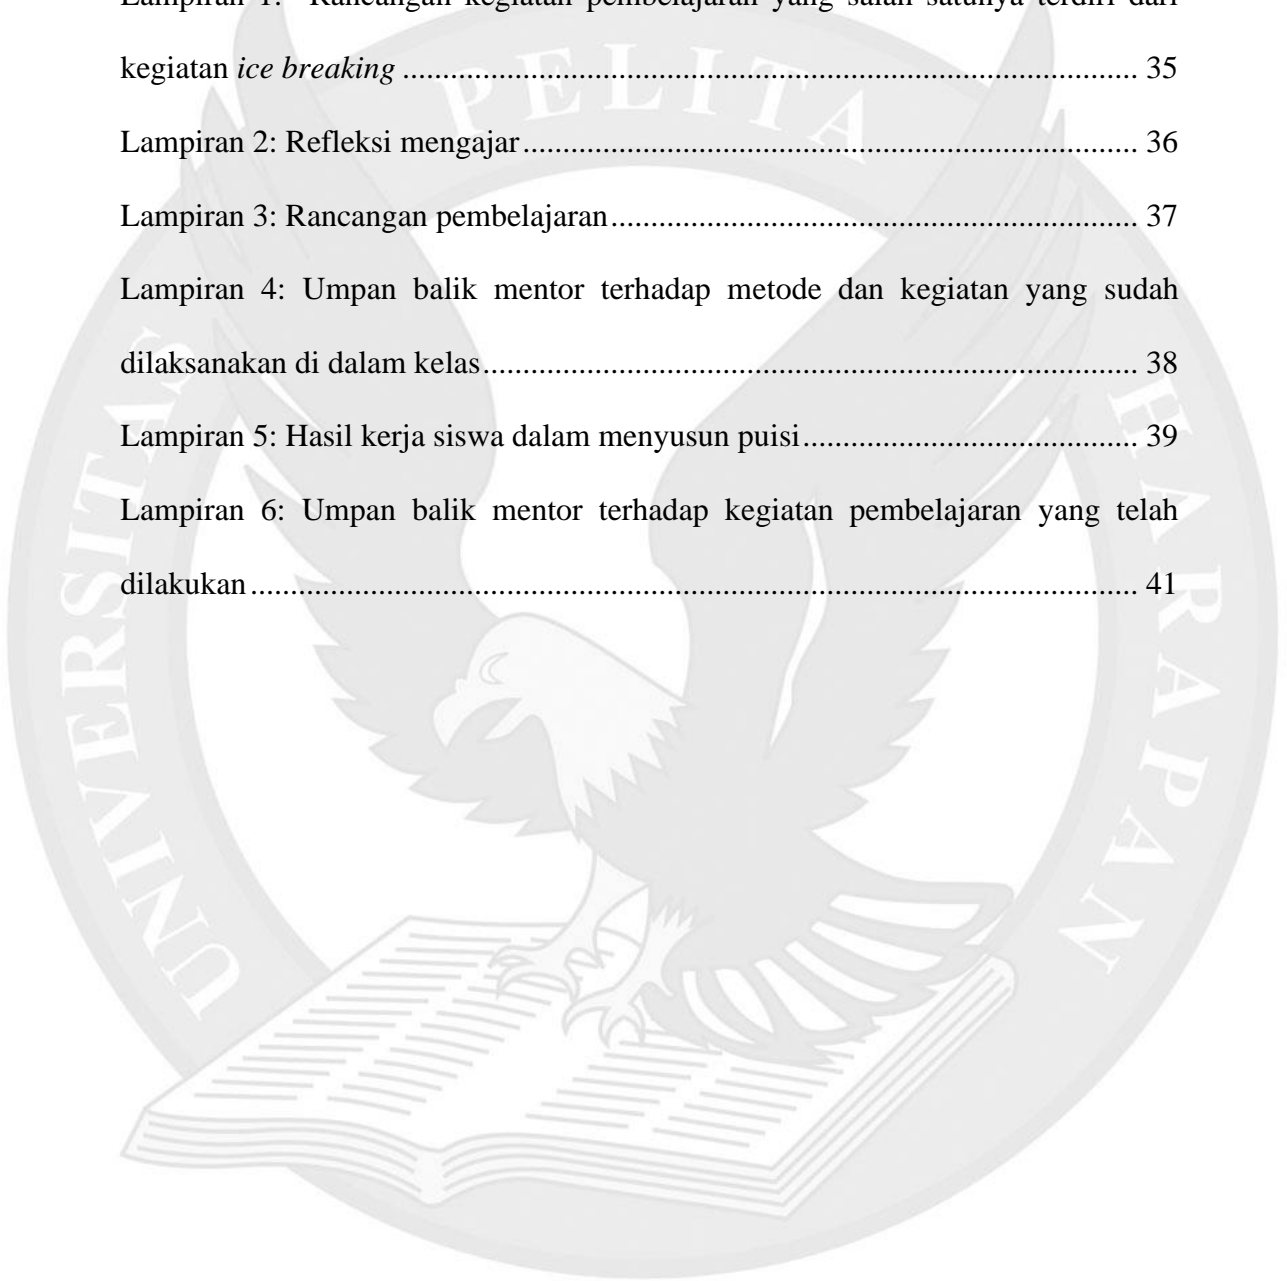 Lampiran 1: Rancangan kegiatan pembelajaran yang salah satunya terdiri dari
kegiatan ice breaking ........................................................................................... 35
Lampiran 2: Refleksi mengajar ............................................................................ 36
Lampiran 3: Rancangan pembelajaran ................................................................. 37
Lampiran 4: Umpan balik mentor terhadap metode dan kegiatan yang sudah
dilaksanakan di dalam kelas ................................................................................. 38
Lampiran 5: Hasil kerja siswa dalam menyusun puisi ......................................... 39
Lampiran 6: Umpan balik mentor terhadap kegiatan pembelajaran yang telah
dilakukan .............................................................................................................. 41
UNIVERSITAS
PELITA
HARAPAN